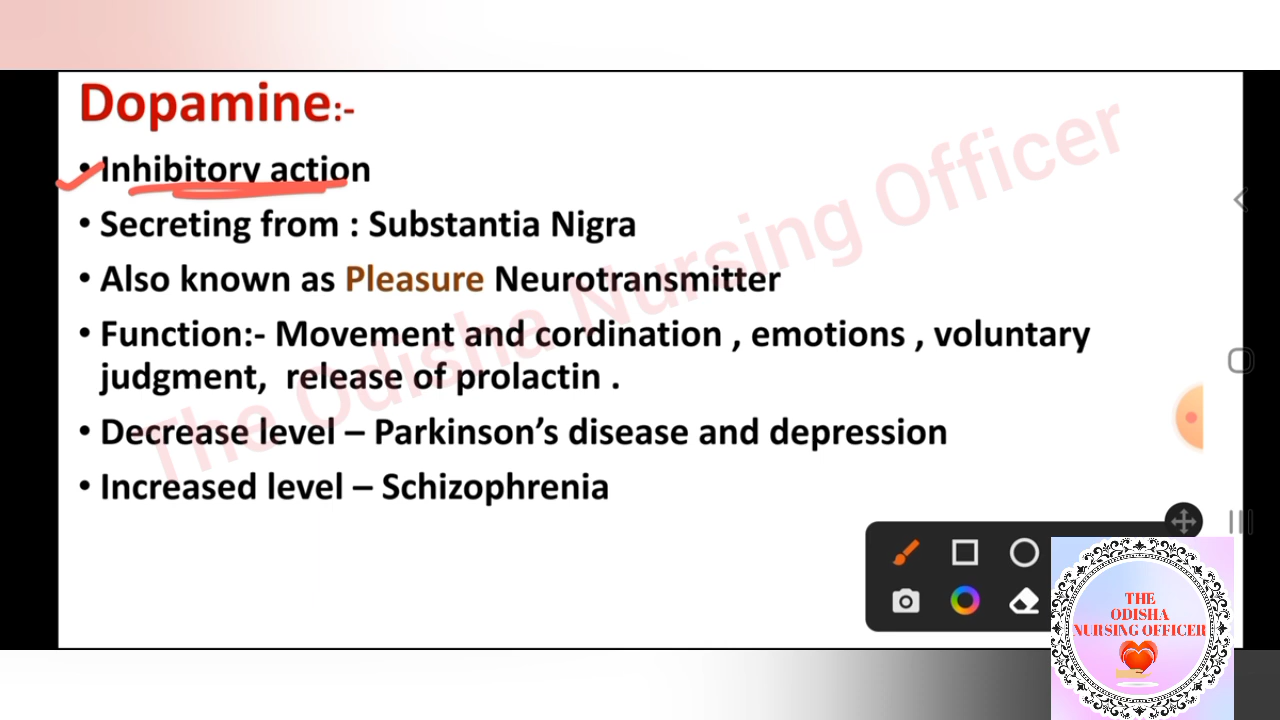 Dopamine:-
• Inhibitory action
• Secreting from : Substantia Nigra
• Also known as Pleasure Neurotransmitter
• Function:- Movement and cordination , emotions , voluntary
judgment,  release of prolactin .
• Decrease level – Parkinson’s disease and depression
• Increased level – Schizophrenia
The Odisha Nursing Officer
THE
ODISHA
NURSING OFFICER